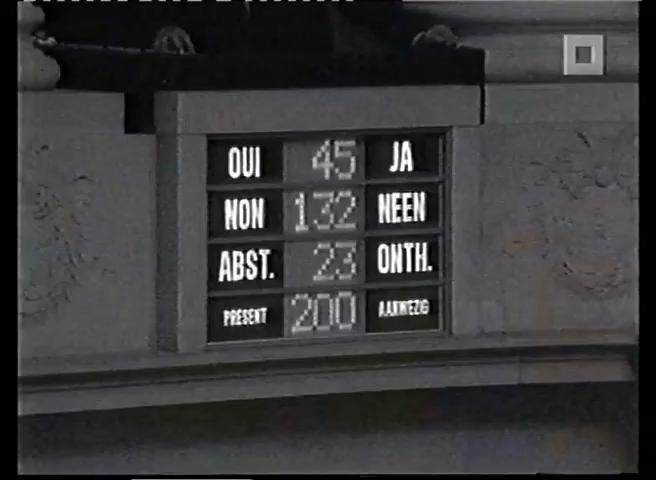 OUI 45 JA
NON 132 NEEN
ABST. 23 ONTH.
PRESENT 200 AANWEZIG